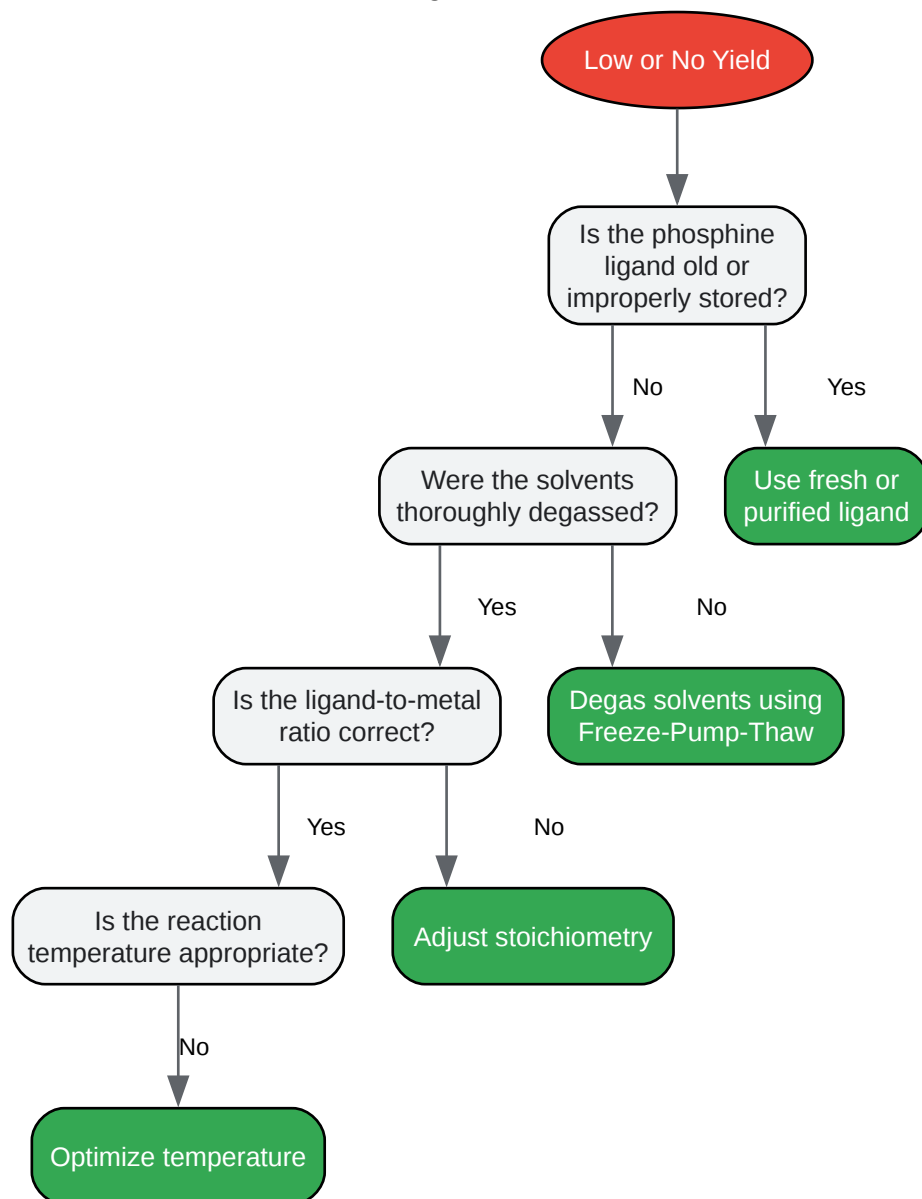 Low or No Yield
Is the phosphine
ligand old or
improperly stored?
No
Yes
Were the solvents
thoroughly degassed?
Use fresh or
purified ligand
Yes
No
Is the ligand-to-metal
ratio correct?
Degas solvents using
Freeze-Pump-Thaw
Yes
No
Is the reaction
temperature appropriate?
Adjust stoichiometry
No
Optimize temperature